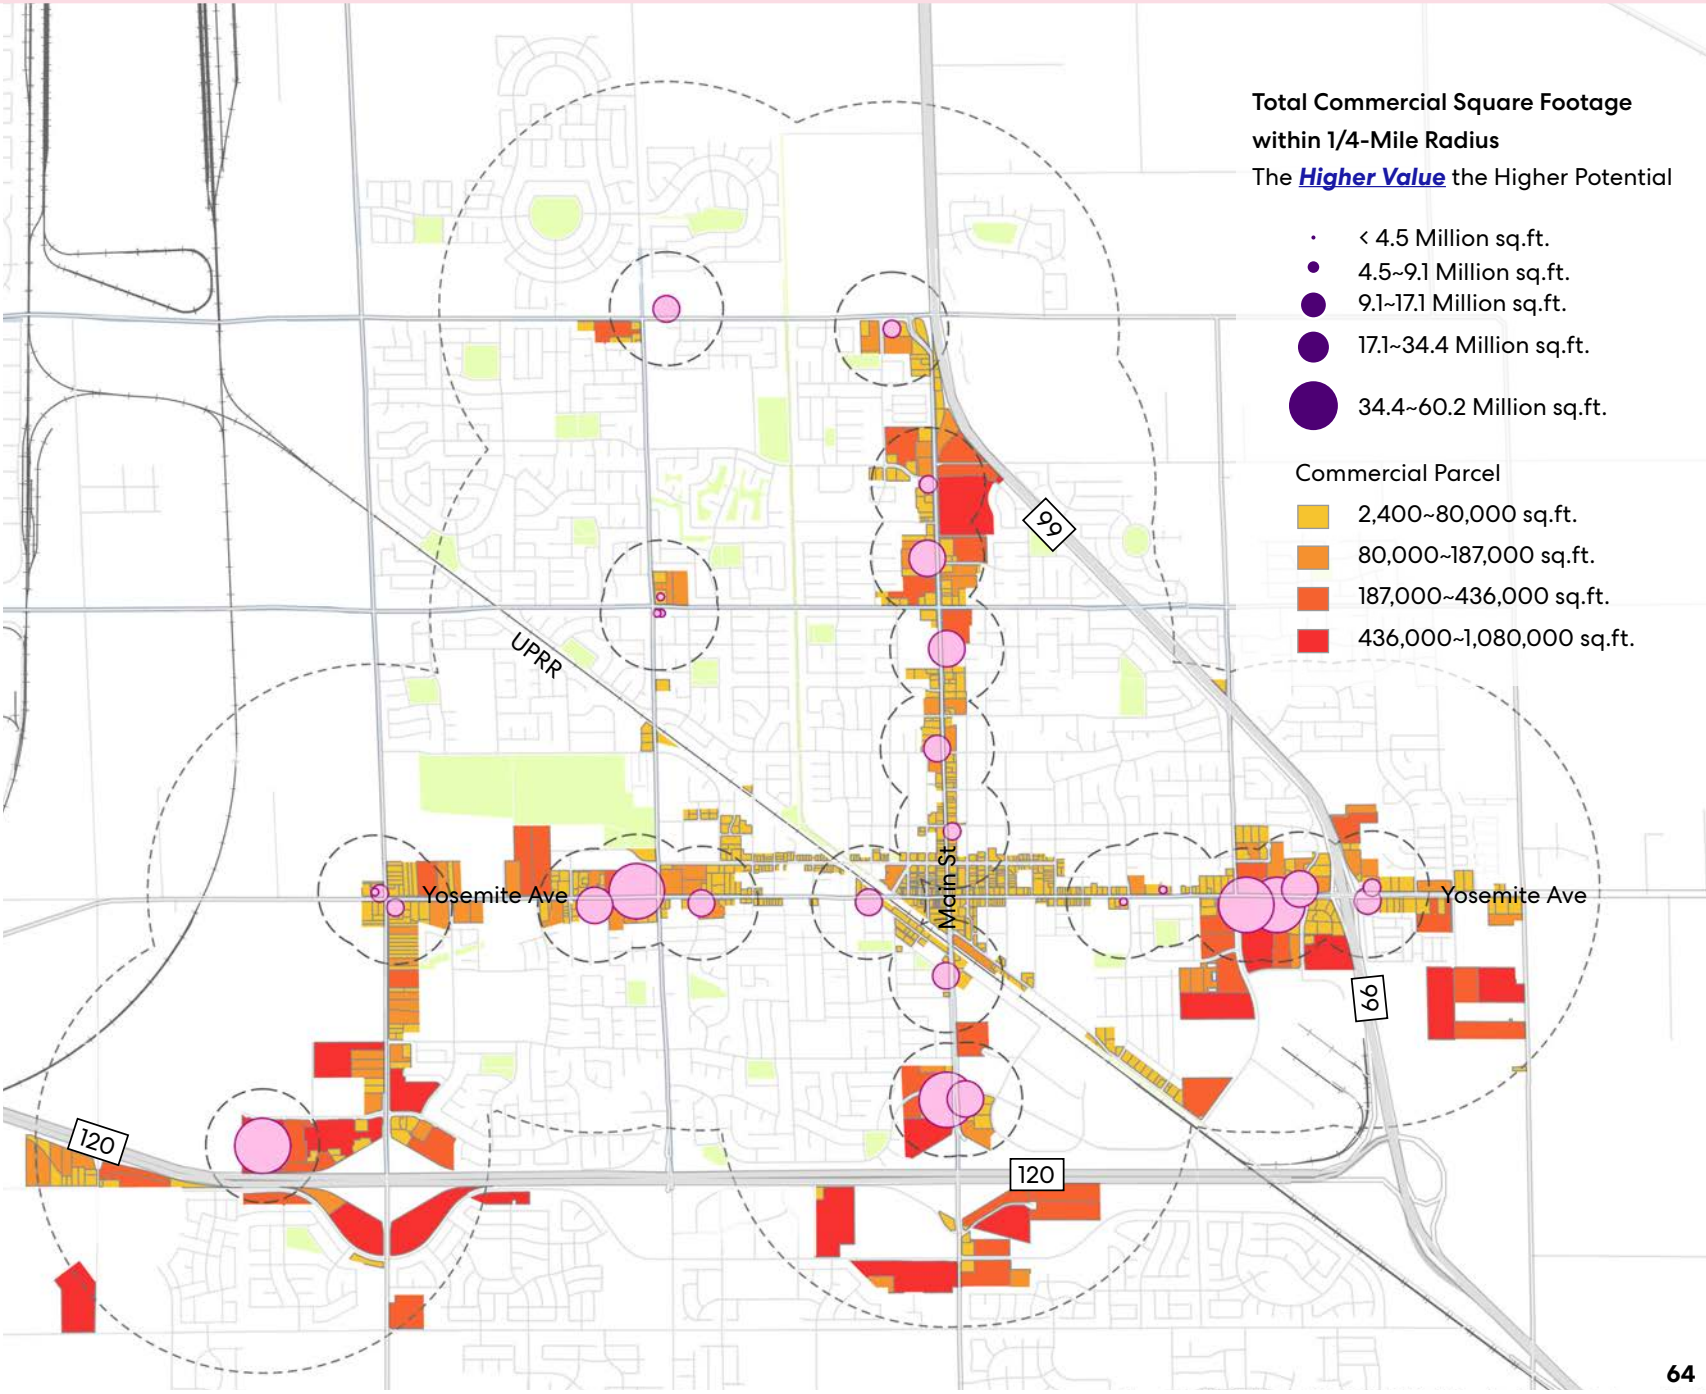 Total Commercial Square Footage
within 1/4-Mile Radius
The Higher Value the Higher Potential
< 4.5 Million sq.ft.
4.5~9.1 Million sq.ft.
9.1~17.1 Million sq.ft.
17.1~34.4 Million sq.ft.
34.4~60.2 Million sq.ft.
Commercial Parcel
2,400~80,000 sq.ft.
80,000~187,000 sq.ft.
187,000~436,000 sq.ft.
436,000~1,080,000 sq.ft.
99
UPRR
Main St
Yosemite Ave
Yosemite Ave
99
120
120
64